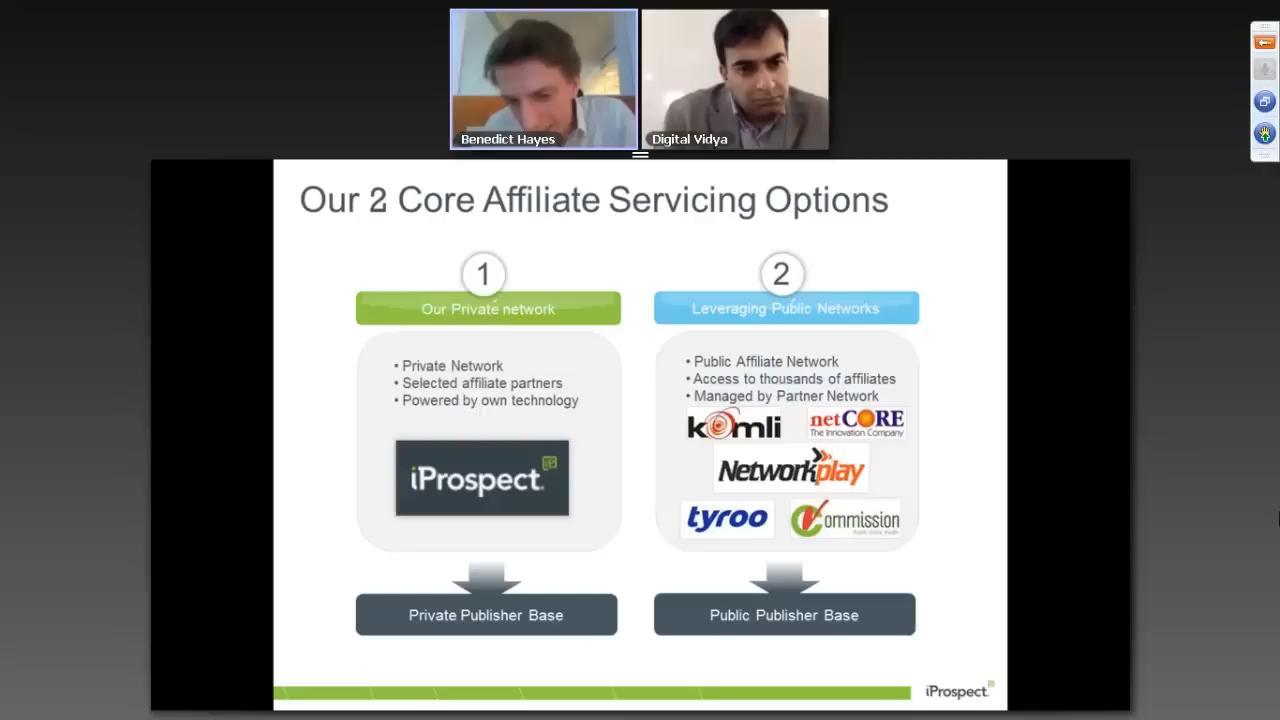 Benedict Hayes
Digital Vidya
Our 2 Core Affiliate Servicing Options
1
Our Private network
• Private Network
• Selected affiliate partners
• Powered by own technology
iProspect.
Private Publisher Base
2
Leveraging Public Networks
• Public Affiliate Network
• Access to thousands of affiliates
• Managed by Partner Network
komli
netCORE
The Innovation Company
Networkplay
tyroo
ommission
Public Publisher Base
iProspect.